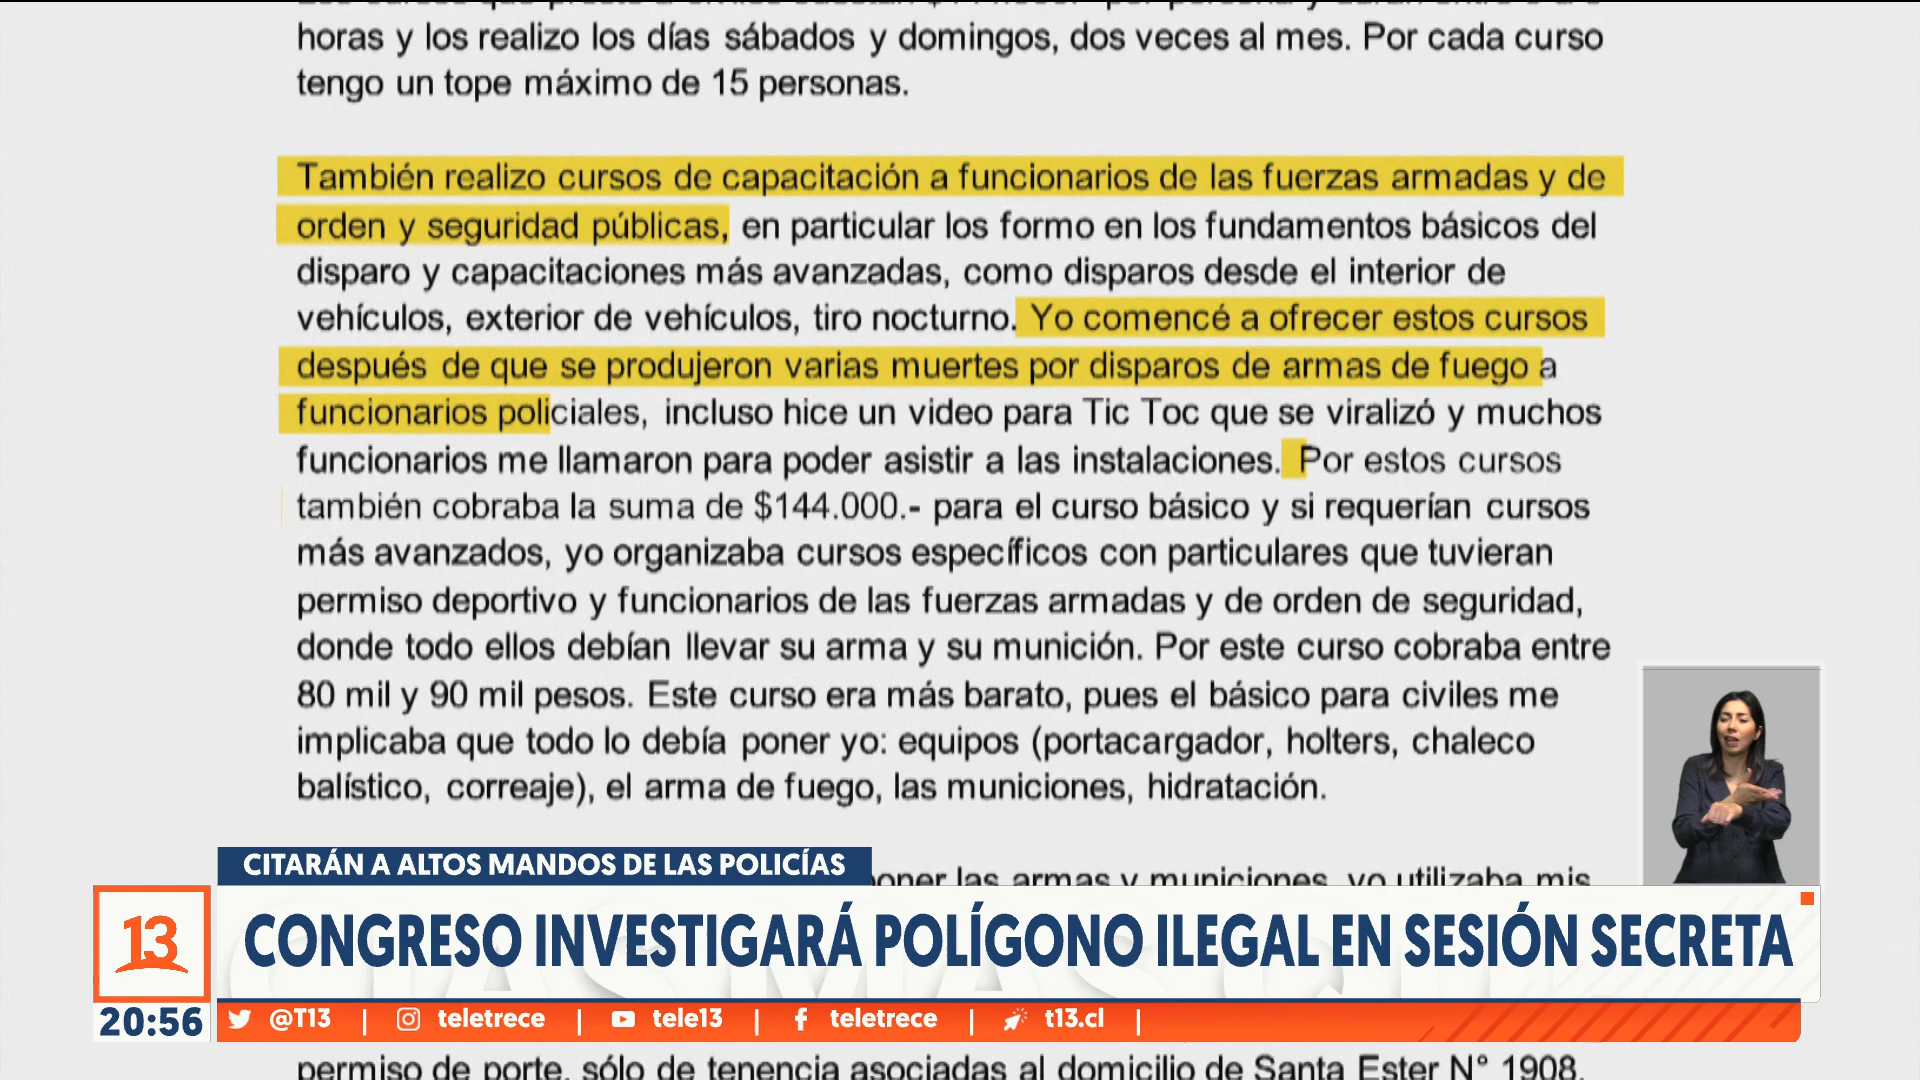 horas y los realizo los días sábados y domingos, dos veces al mes. Por cada curso
tengo un tope máximo de 15 personas.
También realizo cursos de capacitación a funcionarios de las fuerzas armadas y de
orden y seguridad públicas, en particular los formo en los fundamentos básicos del
disparo y capacitaciones más avanzadas, como disparos desde el interior de
vehículos, exterior de vehículos, tiro nocturno. Yo comencé a ofrecer estos cursos
después de que se produjeron varias muertes por disparos de armas de fuego a
funcionarios policiales, incluso hice un video para Tic Toc que se viralizó y muchos
funcionarios me llamaron para poder asistir a las instalaciones. Por estos cursos
también cobraba la suma de $144.000.- para el curso básico y si requerían cursos
más avanzados, yo organizaba cursos específicos con particulares que tuvieran
permiso deportivo y funcionarios de las fuerzas armadas y de orden de seguridad,
donde todo ellos debían llevar su arma y su munición. Por este curso cobraba entre
80 mil y 90 mil pesos. Este curso era más barato, pues el básico para civiles me
implicaba que todo lo debía poner yo: equipos (portacargador, holters, chaleco
balístico, correaje), el arma de fuego, las municiones, hidratación.
poner las armas y municiones, yo utilizaba mis
CITARÁN A ALTOS MANDOS DE LAS POLICÍAS
13
CONGRESO INVESTIGARÁ POLÍGONO ILEGAL EN SESIÓN SECRETA
20:56 @T13 | teletrece | tele13 | teletrece | t13.cl |
permiso de porte, sólo de tenencia asociadas al domicilio de Santa Ester N° 1908.